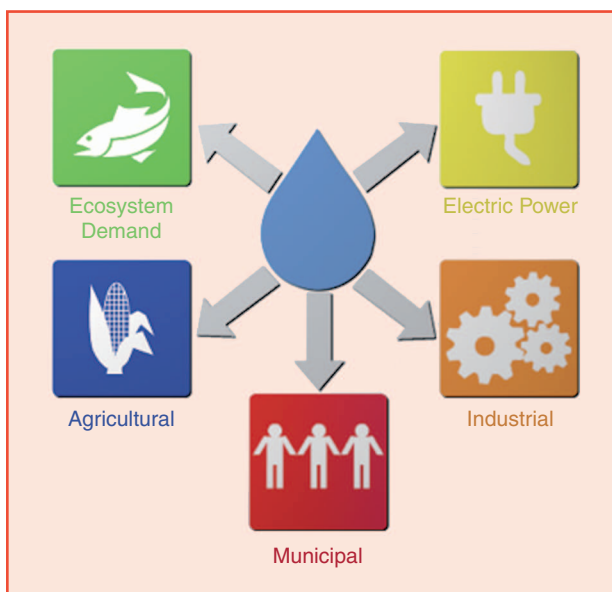 Ecosystem
Demand
Electric Power
Agricultural
Industrial
Municipal